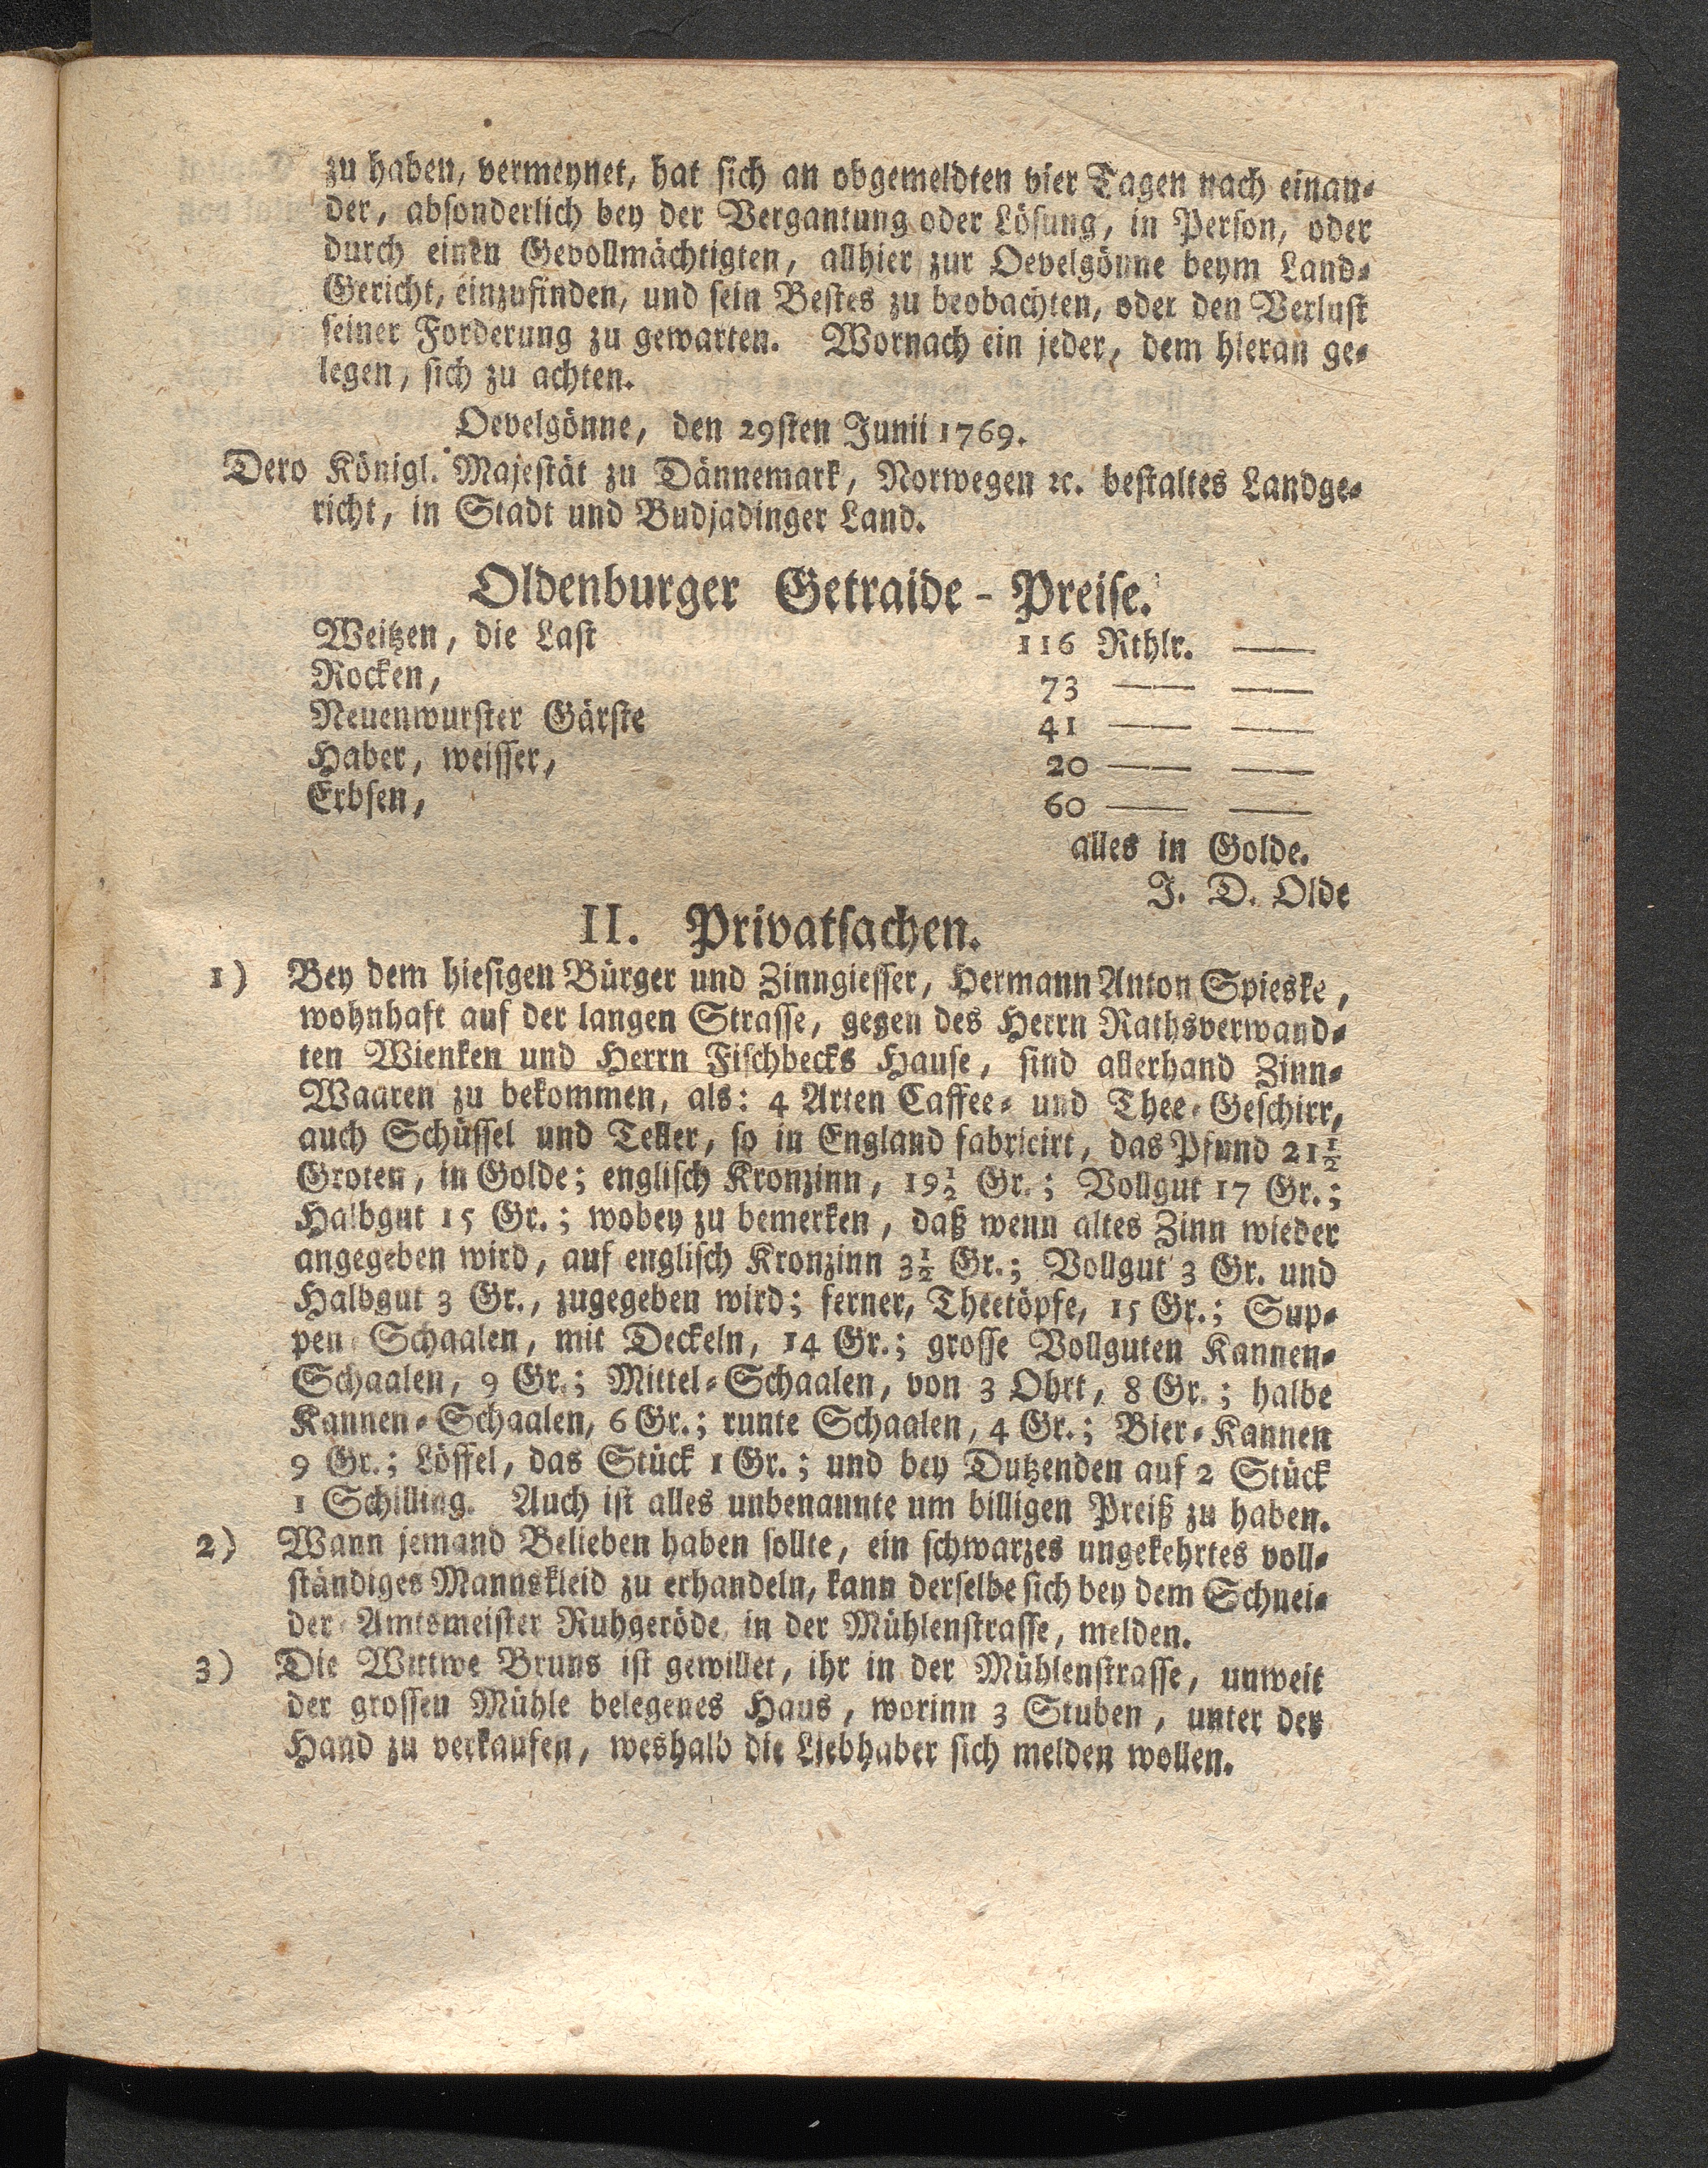 zu haben, vermeynet, hat sich an obgemeldten vier Tagen nach einan-
der, absonderlich bey der Vergantung oder Lösung, in Person, oder
durch einen Gevollmächtigten, allhier zur Oevelgönne beym Land-
Gericht, einzufinden, und sein Bestes zu beobachten, oder den Verlust
seiner Forderung zu gewarten. Wornach ein jeder, dem hieran ge-
legen, sich zu achten.
Oevelgönne, den 29sten Junii 1769.
Dero Königl. Majestät zu Dännemark, Norwegen ꝛc. bestaltes Landge-
richt, in Stadt und Budjadinger Land.
Oldenburger Getraide - Preise.
Weitzen, die Last 116 Rthlr. —
Rocken, 73 — —
Neuenwurster Gärste 41 — —
Haber, weisser, 20 — —
Erbsen, 60 — —
alles in Golde.
J. D. Olde
II. Privatsachen.
1) Bey dem hiesigen Bürger und Zinngiesser, Hermann Anton Spieske,
wohnhaft auf der langen Strasse, gegen des Herrn Rathsverwand-
ten Wienken und Herrn Fischbecks Hause, sind allerhand Zinn-
Waaren zu bekommen, als: 4 Arten Caffee- und Thee-Geschirr,
auch Schüssel und Teller, so in England fabricirt, das Pfund 21½
Groten, in Golde; englisch Kronzinn, 19½ Gr.; Vollgut 17 Gr.;
Halbgut 15 Gr.; wobey zu bemerken, daß wenn altes Zinn wieder
angegeben wird, auf englisch Kronzinn 3½ Gr.; Vollgut 3 Gr. und
Halbgut 3 Gr., zugegeben wird; ferner, Theetöpfe, 15 Gr.; Sup-
pen-Schaalen, mit Deckeln, 14 Gr.; grosse Vollguten Kannen-
Schaalen, 9 Gr.; Mittel-Schaalen, von 3 Ohrt, 8 Gr.; halbe
Kannen-Schaalen, 6 Gr.; runte Schaalen, 4 Gr.; Bier-Kannen
9 Gr.; Löffel, das Stück 1 Gr.; und bey Dutzenden auf 2 Stück
1 Schilling. Auch ist alles unbenannte um billigen Preiß zu haben.
2) Wann jemand Belieben haben sollte, ein schwarzes ungekehrtes voll-
ständiges Mannskleid zu erhandeln, kann derselbe sich bey dem Schnei-
der-Amtsmeister Ruhgeröde in der Mühlenstrasse, melden.
3) Die Wittwe Bruns ist gewillet, ihr in der Mühlenstrasse, unweit
der grossen Mühle belegenes Haus, worinn 3 Stuben, unter der
Hand zu verkaufen, weshalb die Liebhaber sich melden wollen.